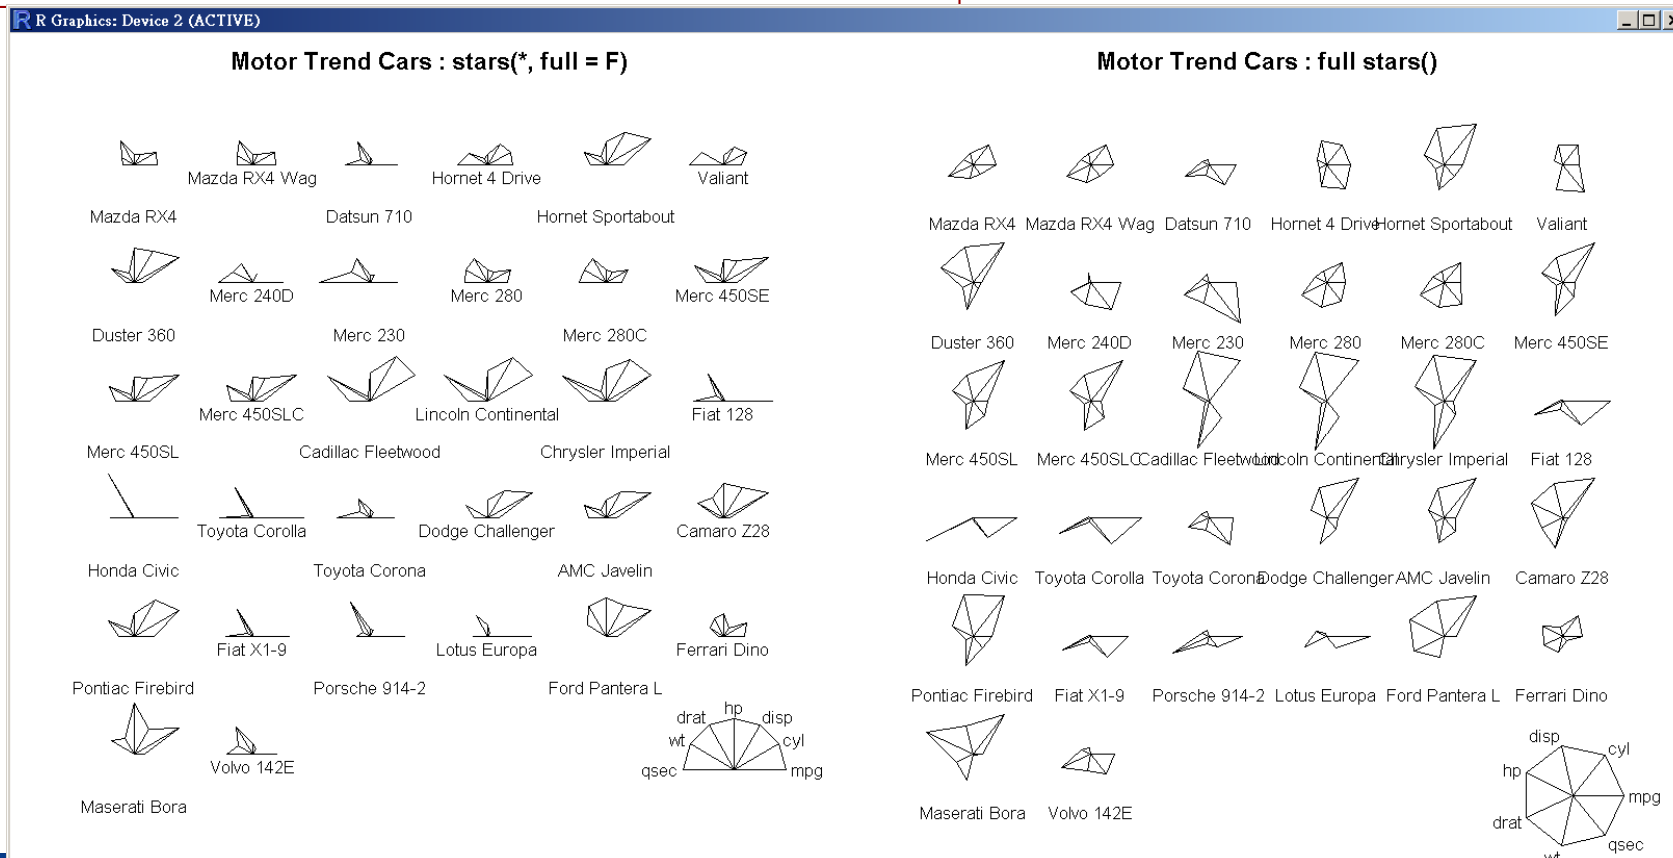 R Graphics: Device 2 (ACTIVE)
Motor Trend Cars : stars(*, full = F)
Mazda RX4 Wag Hornet 4 Drive Valiant
Mazda RX4 Datsun 710 Hornet Sportabout
Merc 240D Merc 280 Merc 450SE
Duster 360 Merc 230 Merc 280C
Merc 450SLC Lincoln Continental Fiat 128
Merc 450SL Cadillac Fleetwood Chrysler Imperial
Toyota Corolla Dodge Challenger Camaro Z28
Honda Civic Toyota Corona AMC Javelin
Fiat X1-9 Lotus Europa Ferrari Dino
Pontiac Firebird Porsche 914-2 Ford Pantera L
Volvo 142E
Maserati Bora
hp
drat disp
wt cyl
qsec mpg
Motor Trend Cars : full stars()
Mazda RX4 Mazda RX4 Wag Datsun 710 Hornet 4 Drive Hornet Sportabout Valiant
Duster 360 Merc 240D Merc 230 Merc 280 Merc 280C Merc 450SE
Merc 450SL Merc 450SLC Cadillac Fleetwood Lincoln Continental Chrysler Imperial Fiat 128
Honda Civic Toyota Corolla Toyota Corona Dodge Challenger AMC Javelin Camaro Z28
Pontiac Firebird Fiat X1-9 Porsche 914-2 Lotus Europa Ford Pantera L Ferrari Dino
Maserati Bora Volvo 142E
disp
cyl
hp
mpg
drat
qsec
wt